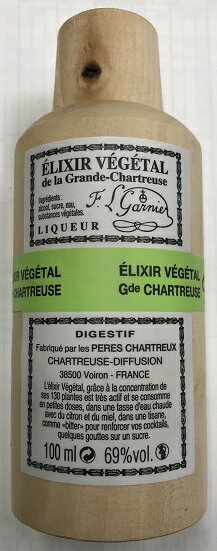 ÉLIXIR VÉGÉTAL
de la Grande-Chartreuse
Ingrédients :
alcool, sucre, eau,
substances végétales.
F. L Garnier
LIQUEUR
ÉLIXIR VÉGÉTAL
Gde CHARTREUSE
IR VÉGÉTAL
CHARTREUSE
DIGESTIF
Fabriqué par les PERES CHARTREUX
CHARTREUSE-DIFFUSION
38500 Voiron - FRANCE
L'élixir Végétal, grâce à la concentration de
ses 130 plantes est très actif et se consomme
en petites doses, dans une tasse d'eau chaude
avec du citron et du miel, dans une tisane,
comme «bitter» pour renforcer vos cocktails,
quelques gouttes sur un sucre.
100 ml ℮ 69%vol.